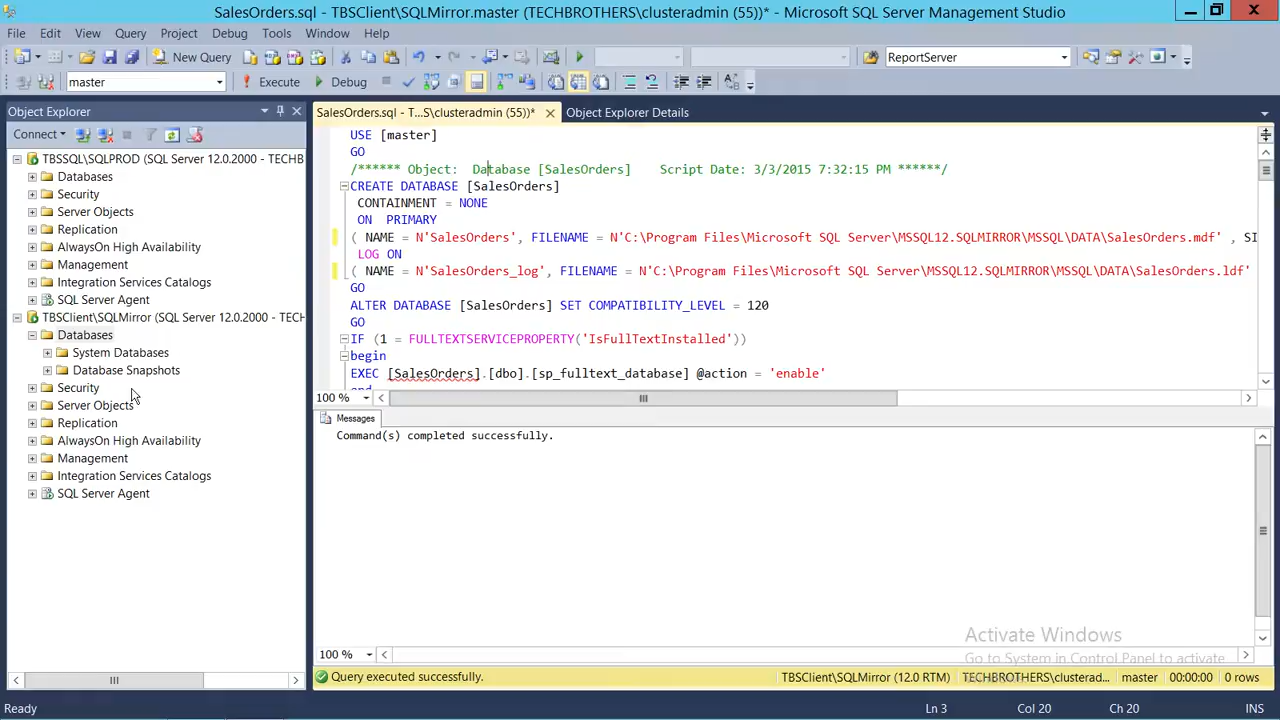 SalesOrders.sql - TBSClient\SQLMirror.master (TECHBROTHERS\clusteradmin (55))* - Microsoft SQL Server Management Studio
File Edit View Query Project Debug Tools Window Help
New Query ReportServer
master Execute Debug
Object Explorer
SalesOrders.sql - T...S\clusteradmin (55))* Object Explorer Details
Connect
TBSSQL\SQLPROD (SQL Server 12.0.2000 - TECHB
Databases
Security
Server Objects
Replication
AlwaysOn High Availability
Management
Integration Services Catalogs
SQL Server Agent
TBSClient\SQLMirror (SQL Server 12.0.2000 - TECH
Databases
System Databases
Database Snapshots
Security
Server Objects
Replication
AlwaysOn High Availability
Management
Integration Services Catalogs
SQL Server Agent
USE [master]
GO
/****** Object:  Database [SalesOrders]    Script Date: 3/3/2015 7:32:15 PM ******/
CREATE DATABASE [SalesOrders]
CONTAINMENT = NONE
ON  PRIMARY
( NAME = N'SalesOrders', FILENAME = N'C:\Program Files\Microsoft SQL Server\MSSQL12.SQLMIRROR\MSSQL\DATA\SalesOrders.mdf' , SI
LOG ON
( NAME = N'SalesOrders_log', FILENAME = N'C:\Program Files\Microsoft SQL Server\MSSQL12.SQLMIRROR\MSSQL\DATA\SalesOrders.ldf'
GO
ALTER DATABASE [SalesOrders] SET COMPATIBILITY_LEVEL = 120
GO
IF (1 = FULLTEXTSERVICEPROPERTY('IsFullTextInstalled'))
begin
EXEC [SalesOrders].[dbo].[sp_fulltext_database] @action = 'enable'
end
100 %
Messages
Command(s) completed successfully.
Activate Windows
Go to System in Control Panel to activate
100 %
Query executed successfully. TBSClient\SQLMirror (12.0 RTM) TECHBROTHERS\clusterad... master 00:00:00 0 rows
Ready Ln 3 Col 20 Ch 20 INS